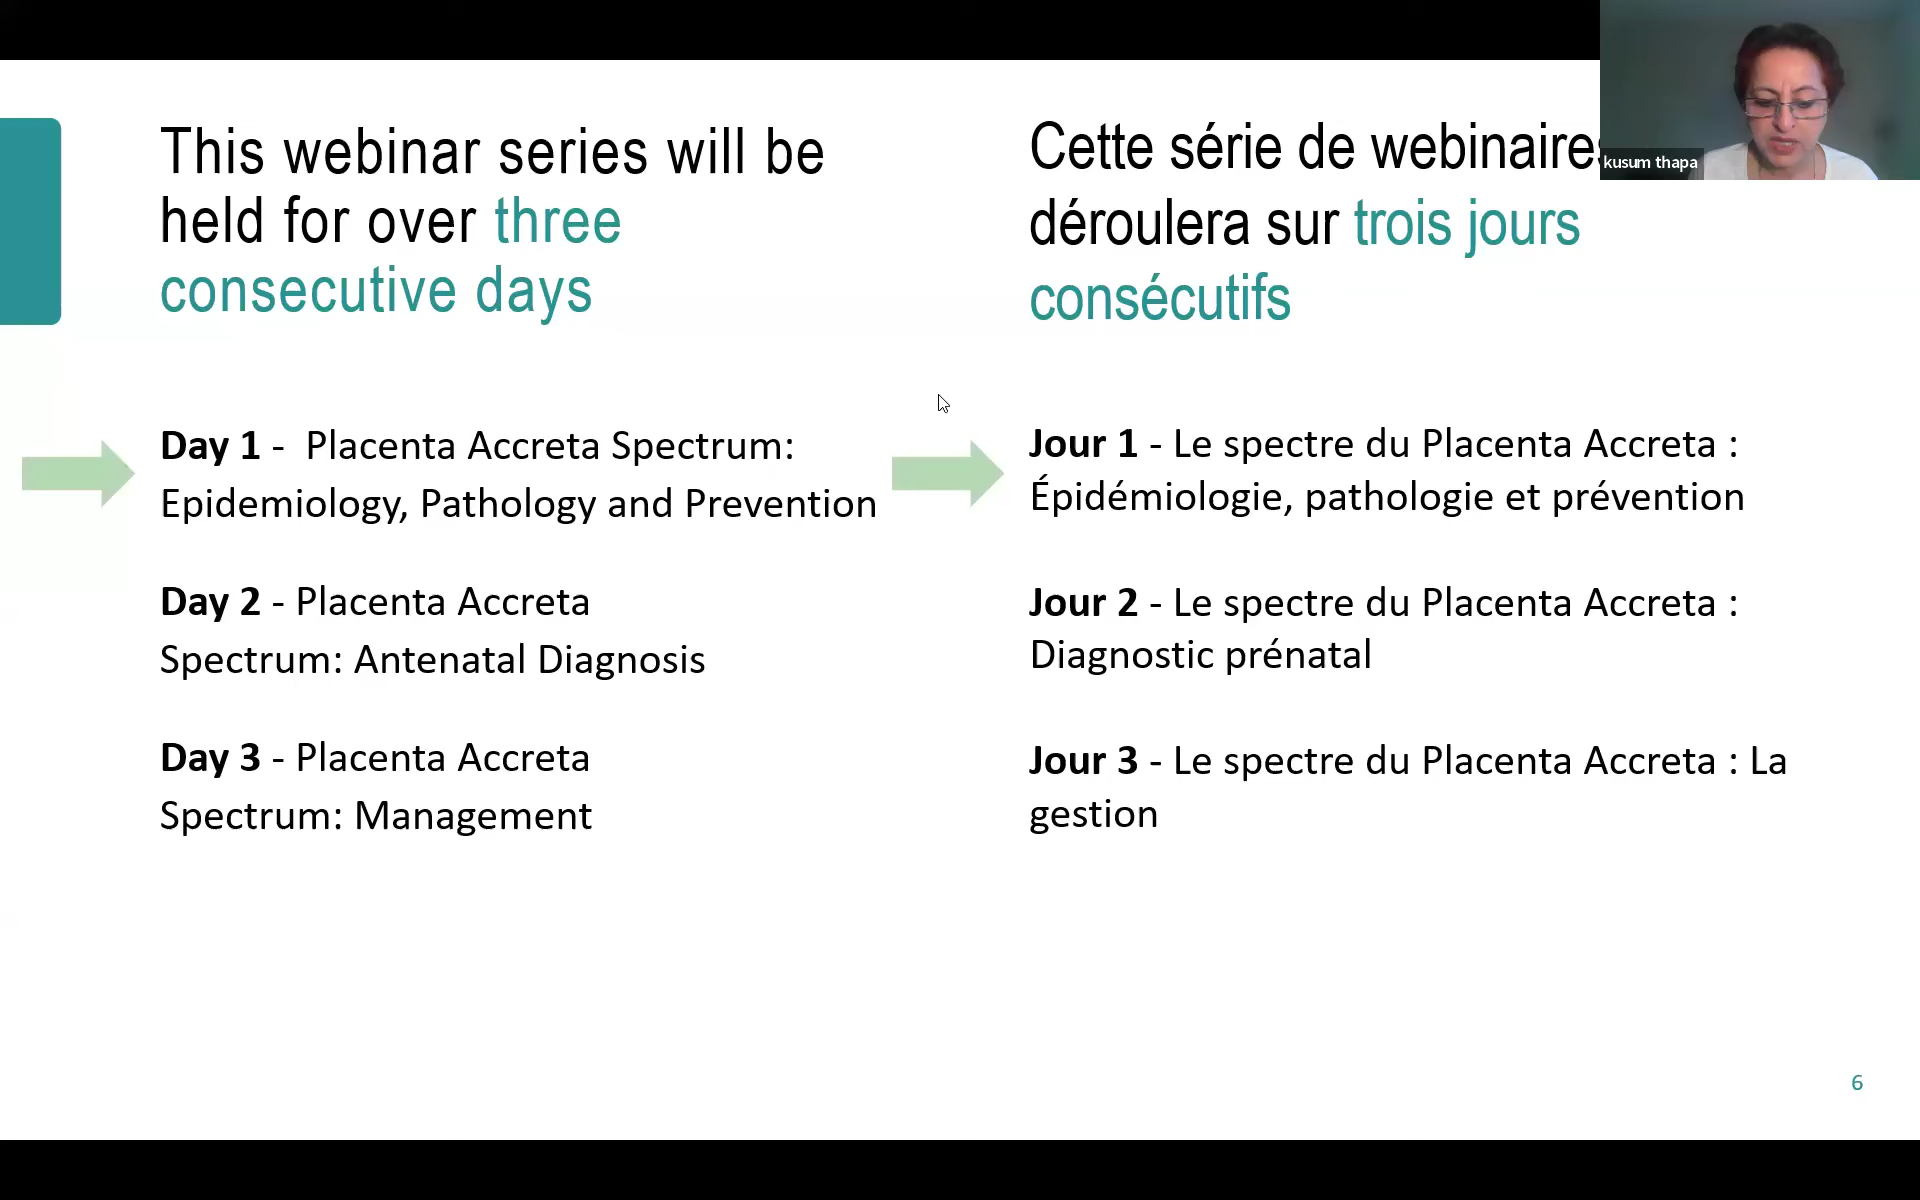 This webinar series will be
held for over three
consecutive days
Day 1 - Placenta Accreta Spectrum:
Epidemiology, Pathology and Prevention
Day 2 - Placenta Accreta
Spectrum: Antenatal Diagnosis
Day 3 - Placenta Accreta
Spectrum: Management
Cette série de webinaires
déroulera sur trois jours
consécutifs
Jour 1 - Le spectre du Placenta Accreta :
Épidémiologie, pathologie et prévention
Jour 2 - Le spectre du Placenta Accreta :
Diagnostic prénatal
Jour 3 - Le spectre du Placenta Accreta : La
gestion
kusum thapa
6